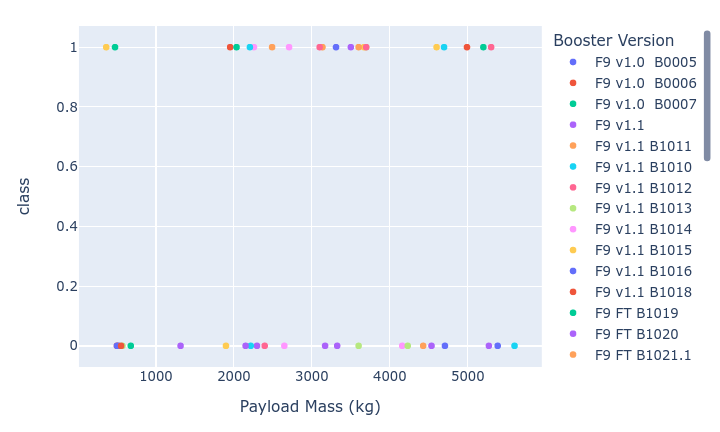 1
0.8
0.6
0.4
0.2
0
class
1000
2000
3000
4000
5000
Payload Mass (kg)
Booster Version
F9 v1.0  B0005
F9 v1.0  B0006
F9 v1.0  B0007
F9 v1.1
F9 v1.1 B1011
F9 v1.1 B1010
F9 v1.1 B1012
F9 v1.1 B1013
F9 v1.1 B1014
F9 v1.1 B1015
F9 v1.1 B1016
F9 v1.1 B1018
F9 FT B1019
F9 FT B1020
F9 FT B1021.1